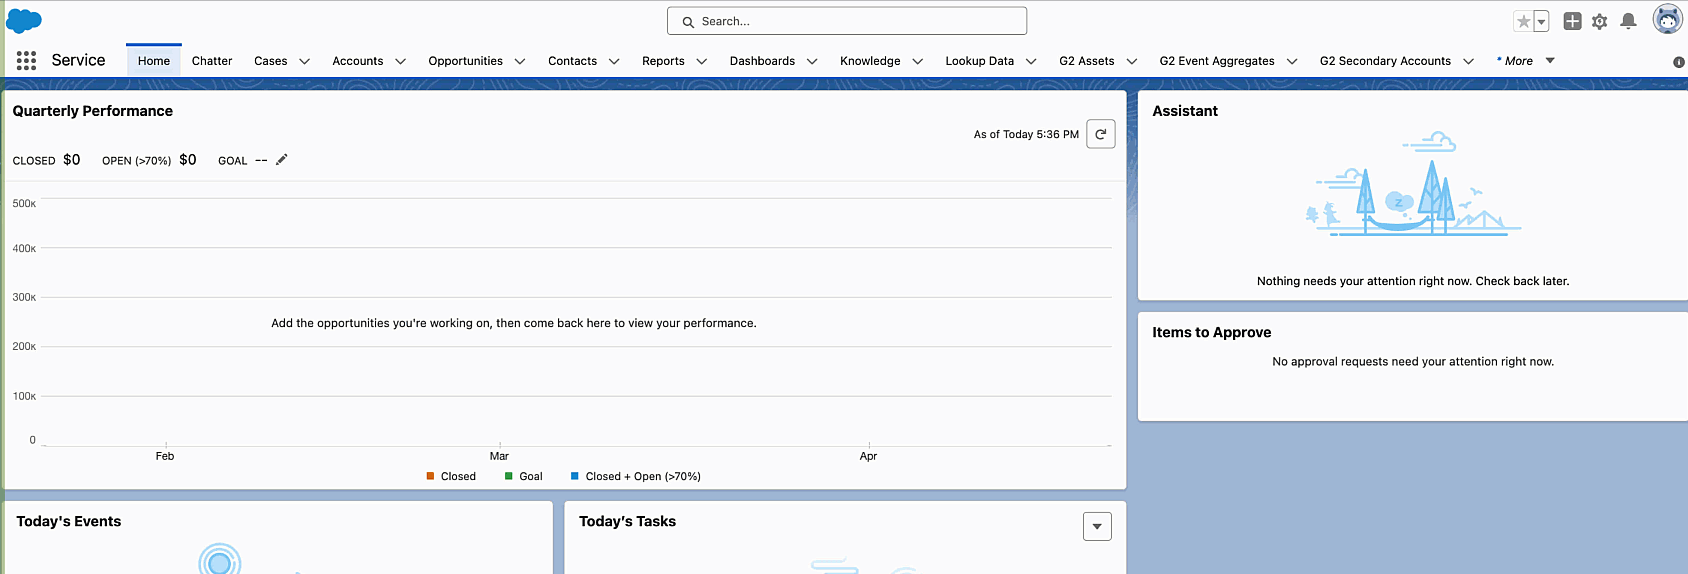 Search...
Service
Home
Chatter
Cases
Accounts
Opportunities
Contacts
Reports
Dashboards
Knowledge
Lookup Data
G2 Assets
G2 Event Aggregates
G2 Secondary Accounts
* More
Quarterly Performance
As of Today 5:36 PM
CLOSED $0 OPEN (>70%) $0 GOAL --
500K
400K
300K
Add the opportunities you're working on, then come back here to view your performance.
200K
100K
0
Feb Mar Apr
Closed Goal Closed + Open (>70%)
Assistant
z
Nothing needs your attention right now. Check back later.
Items to Approve
No approval requests need your attention right now.
Today's Events
Today's Tasks